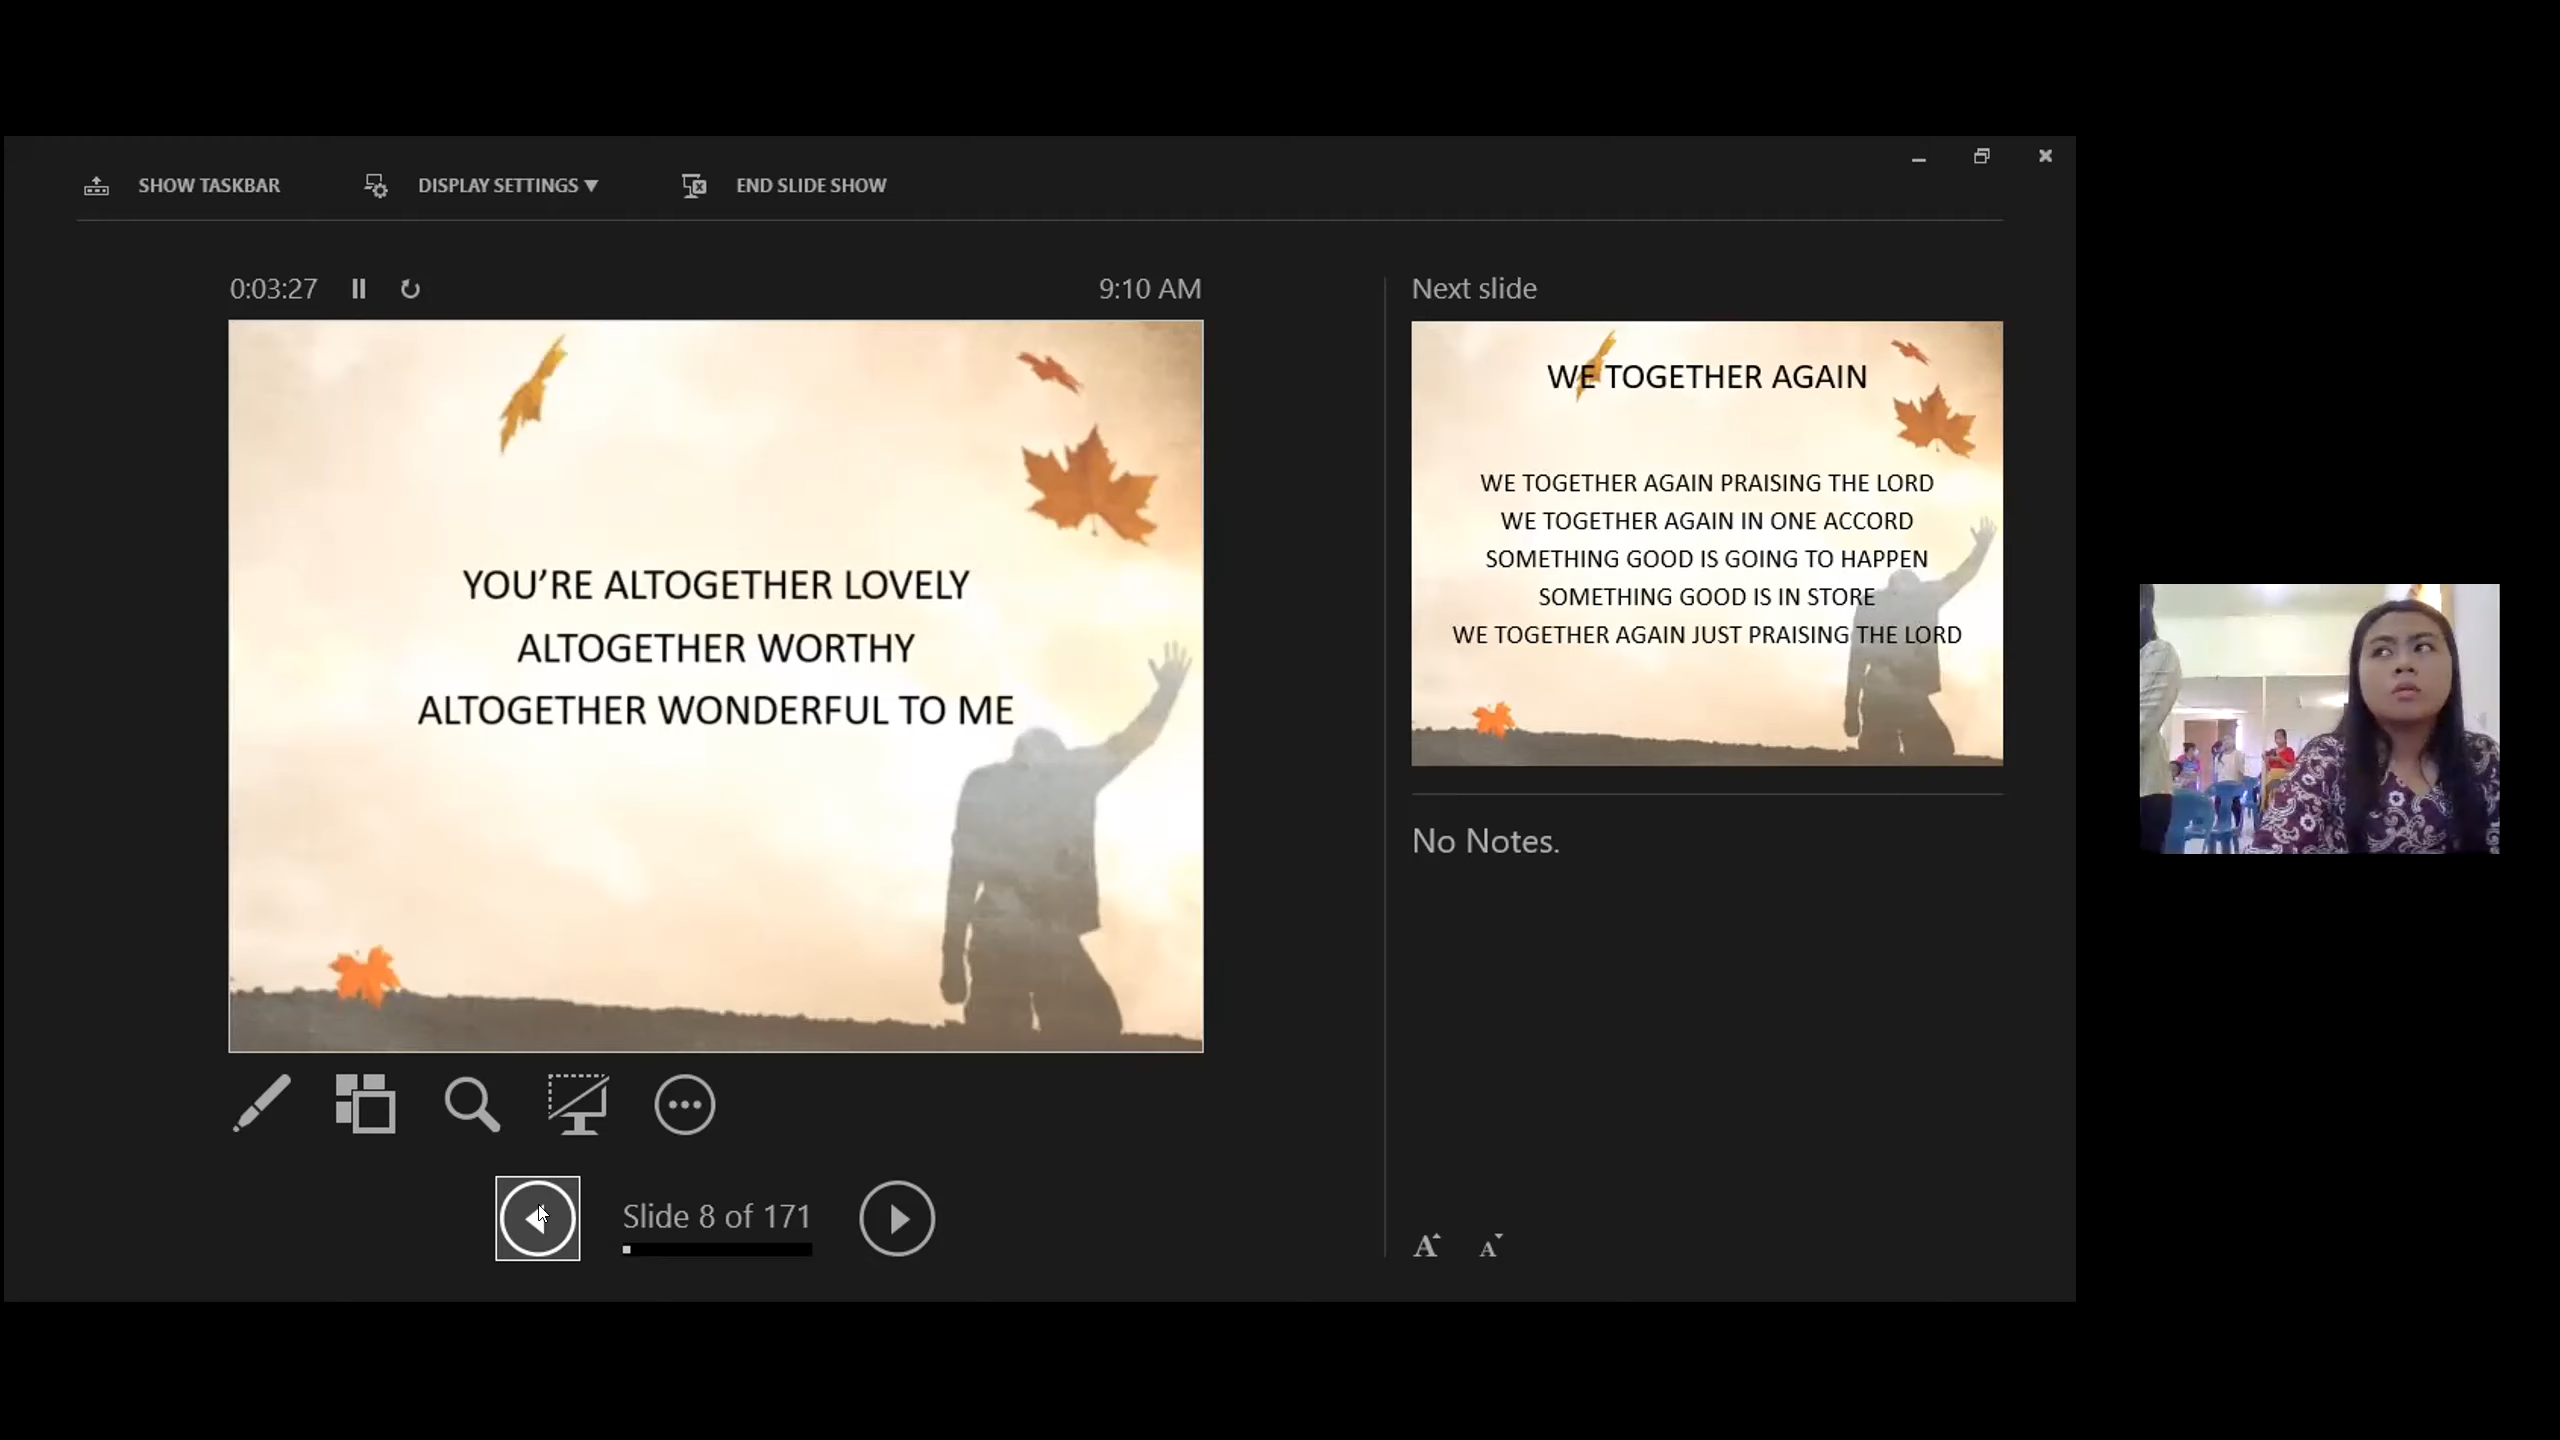 SHOW TASKBAR
DISPLAY SETTINGS ▼
END SLIDE SHOW
0:03:27
9:10 AM
YOU’RE ALTOGETHER LOVELY
ALTOGETHER WORTHY
ALTOGETHER WONDERFUL TO ME
Slide 8 of 171
Next slide
WE TOGETHER AGAIN
WE TOGETHER AGAIN PRAISING THE LORD
WE TOGETHER AGAIN IN ONE ACCORD
SOMETHING GOOD IS GOING TO HAPPEN
SOMETHING GOOD IS IN STORE
WE TOGETHER AGAIN JUST PRAISING THE LORD
No Notes.
A A